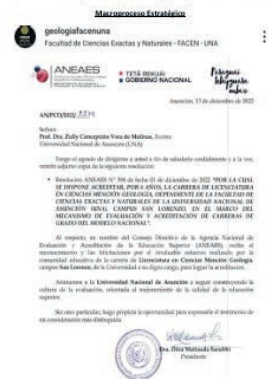 Macroproceso Estratégico
geologiafacenuna
Facultad de Ciencias Exactas y Naturales - FACEN - UNA
ANEAES
TETÃ REKUÁI
GOBIERNO NACIONAL
Paraguái
Asunción, 13 de diciembre de 2022
Señora
Prof. Dra. Zully Concepción Vera de Molinas, Rectora
Universidad Nacional de Asunción (UNA)
Tengo el agrado de dirigirme a usted a fin de saludarle cordialmente y a la vez,
remitir adjunto copia de la siguiente resolución:
• Resolución ANEAES N° 396 de fecha 01 de diciembre de 2022 "POR LA CUAL
SE DISPONE ACREDITAR, POR 6 AÑOS, LA CARRERA DE LICENCIATURA
EN CIENCIAS MENCIÓN GEOLOGÍA, DEPENDIENTE DE LA FACULTAD DE
CIENCIAS EXACTAS Y NATURALES DE LA UNIVERSIDAD NACIONAL DE
ASUNCIÓN (UNA), CAMPUS SAN LORENZO, EN EL MARCO DEL
MECANISMO DE EVALUACIÓN Y ACREDITACIÓN DE CARRERAS DE
GRADO DEL MODELO NACIONAL".
Al respecto, en nombre del Consejo Directivo de la Agencia Nacional de
Evaluación y Acreditación de la Educación Superior (ANEAES), reciba el
reconocimiento y las felicitaciones por el invaluable esfuerzo realizado por la
comunidad educativa de la carrera de Licenciatura en Ciencias Mención Geología,
campus San Lorenzo, de la Universidad a su digno cargo, para lograr la acreditación.
Animamos a la Universidad Nacional de Asunción a seguir construyendo la
cultura de la evaluación, orientada al mejoramiento de la calidad de la educación
superior.
Sin otro particular, hago propicia la oportunidad para expresarle el testimonio de
mi consideración más distinguida.
Dra. Dina Matiauda Sarubbi
Presidente